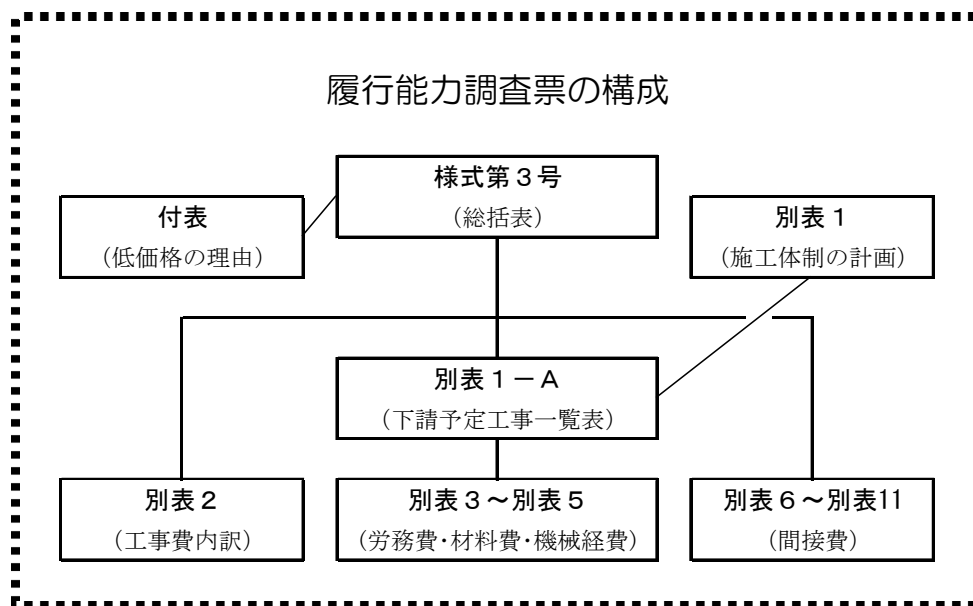 履行能力調査票の構成
様式第３号
（総括表）
付表
（低価格の理由）
別表１
（施工体制の計画）
別表１－Ａ
（下請予定工事一覧表）
別表２
（工事費内訳）
別表３～別表５
（労務費・材料費・機械経費）
別表６～別表11
（間接費）